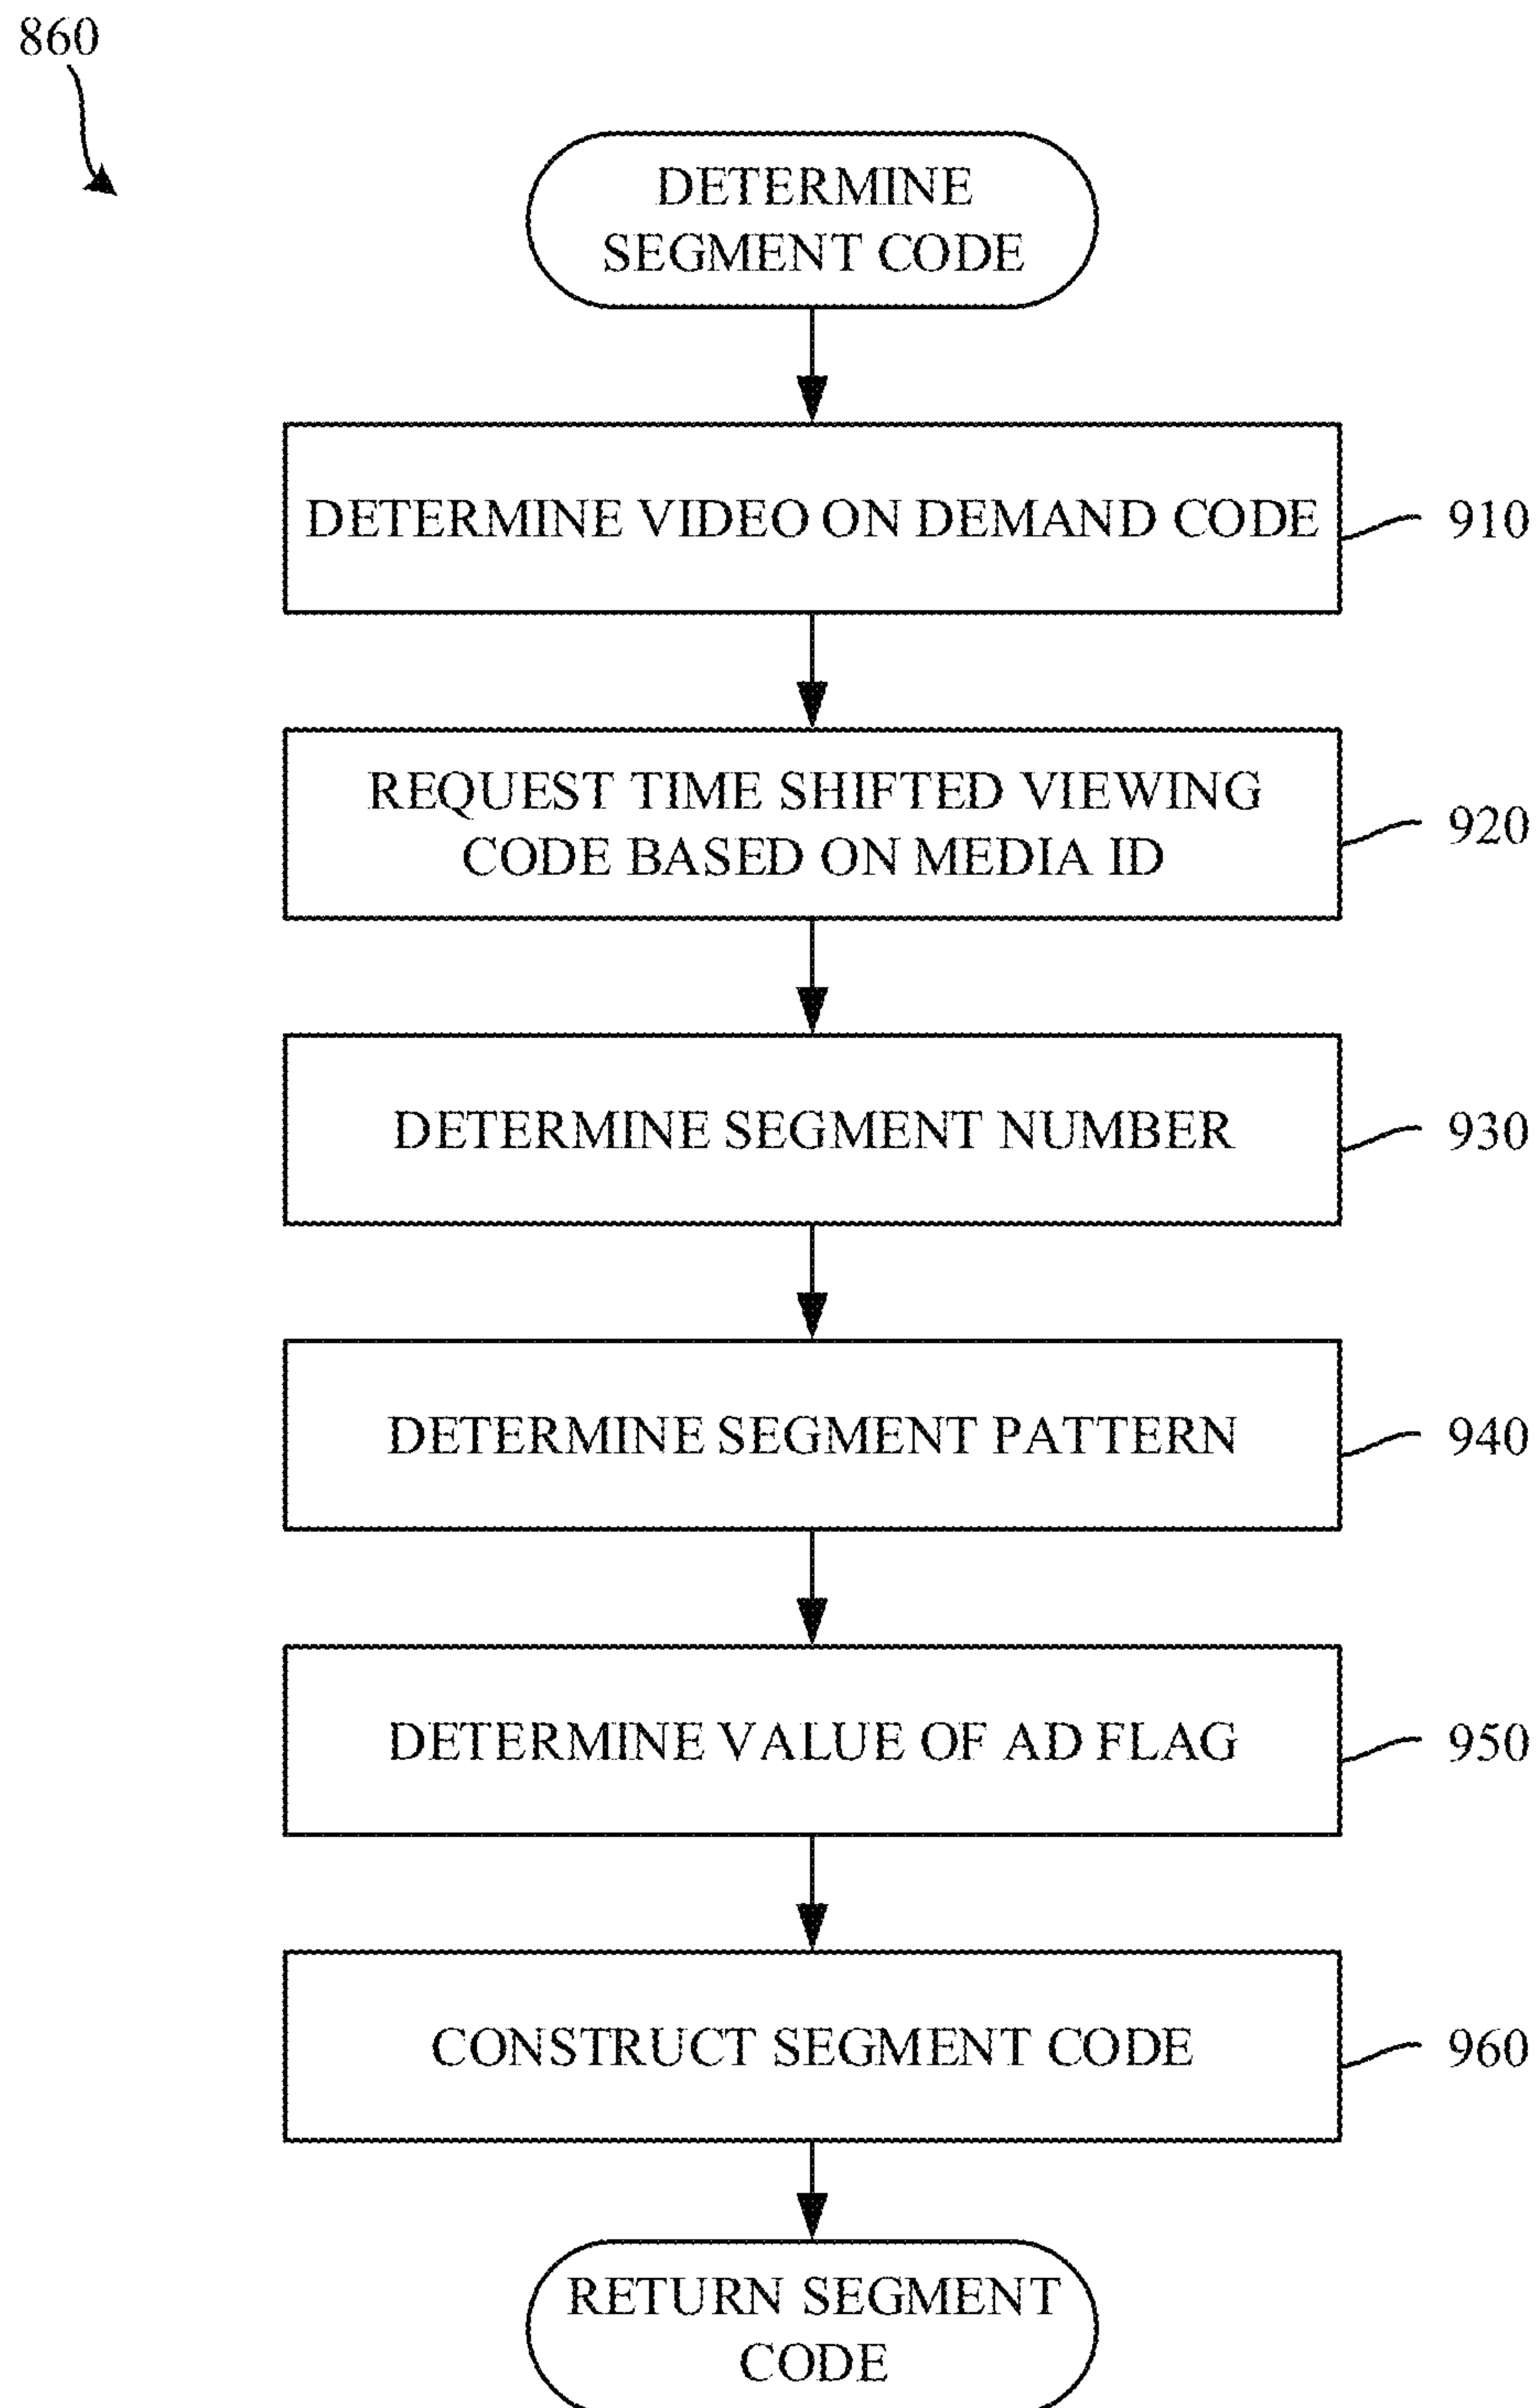 860
DETERMINE
SEGMENT CODE
DETERMINE VIDEO ON DEMAND CODE
910
REQUEST TIME SHIFTED VIEWING
CODE BASED ON MEDIA ID
920
DETERMINE SEGMENT NUMBER
930
DETERMINE SEGMENT PATTERN
940
DETERMINE VALUE OF AD FLAG
950
CONSTRUCT SEGMENT CODE
960
RETURN SEGMENT
CODE